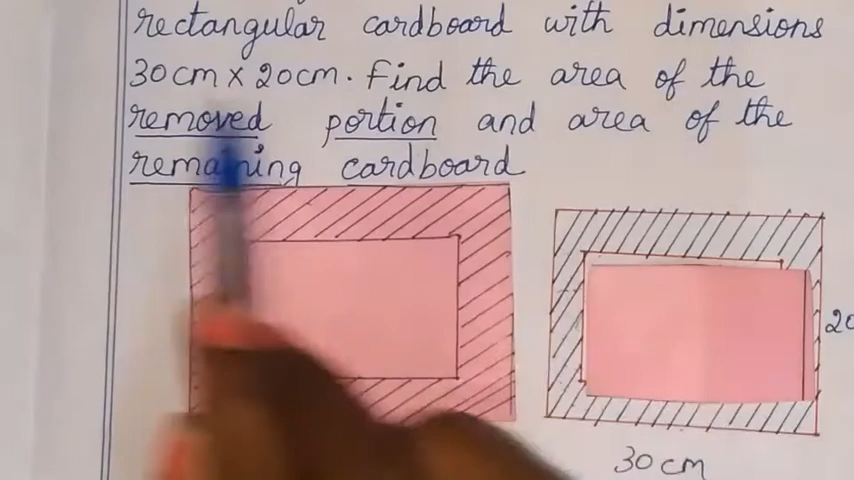 rectangular cardboard with dimensions
30cm x 20cm. Find the area of the
removed portion and area of the
remaining cardboard
30 cm